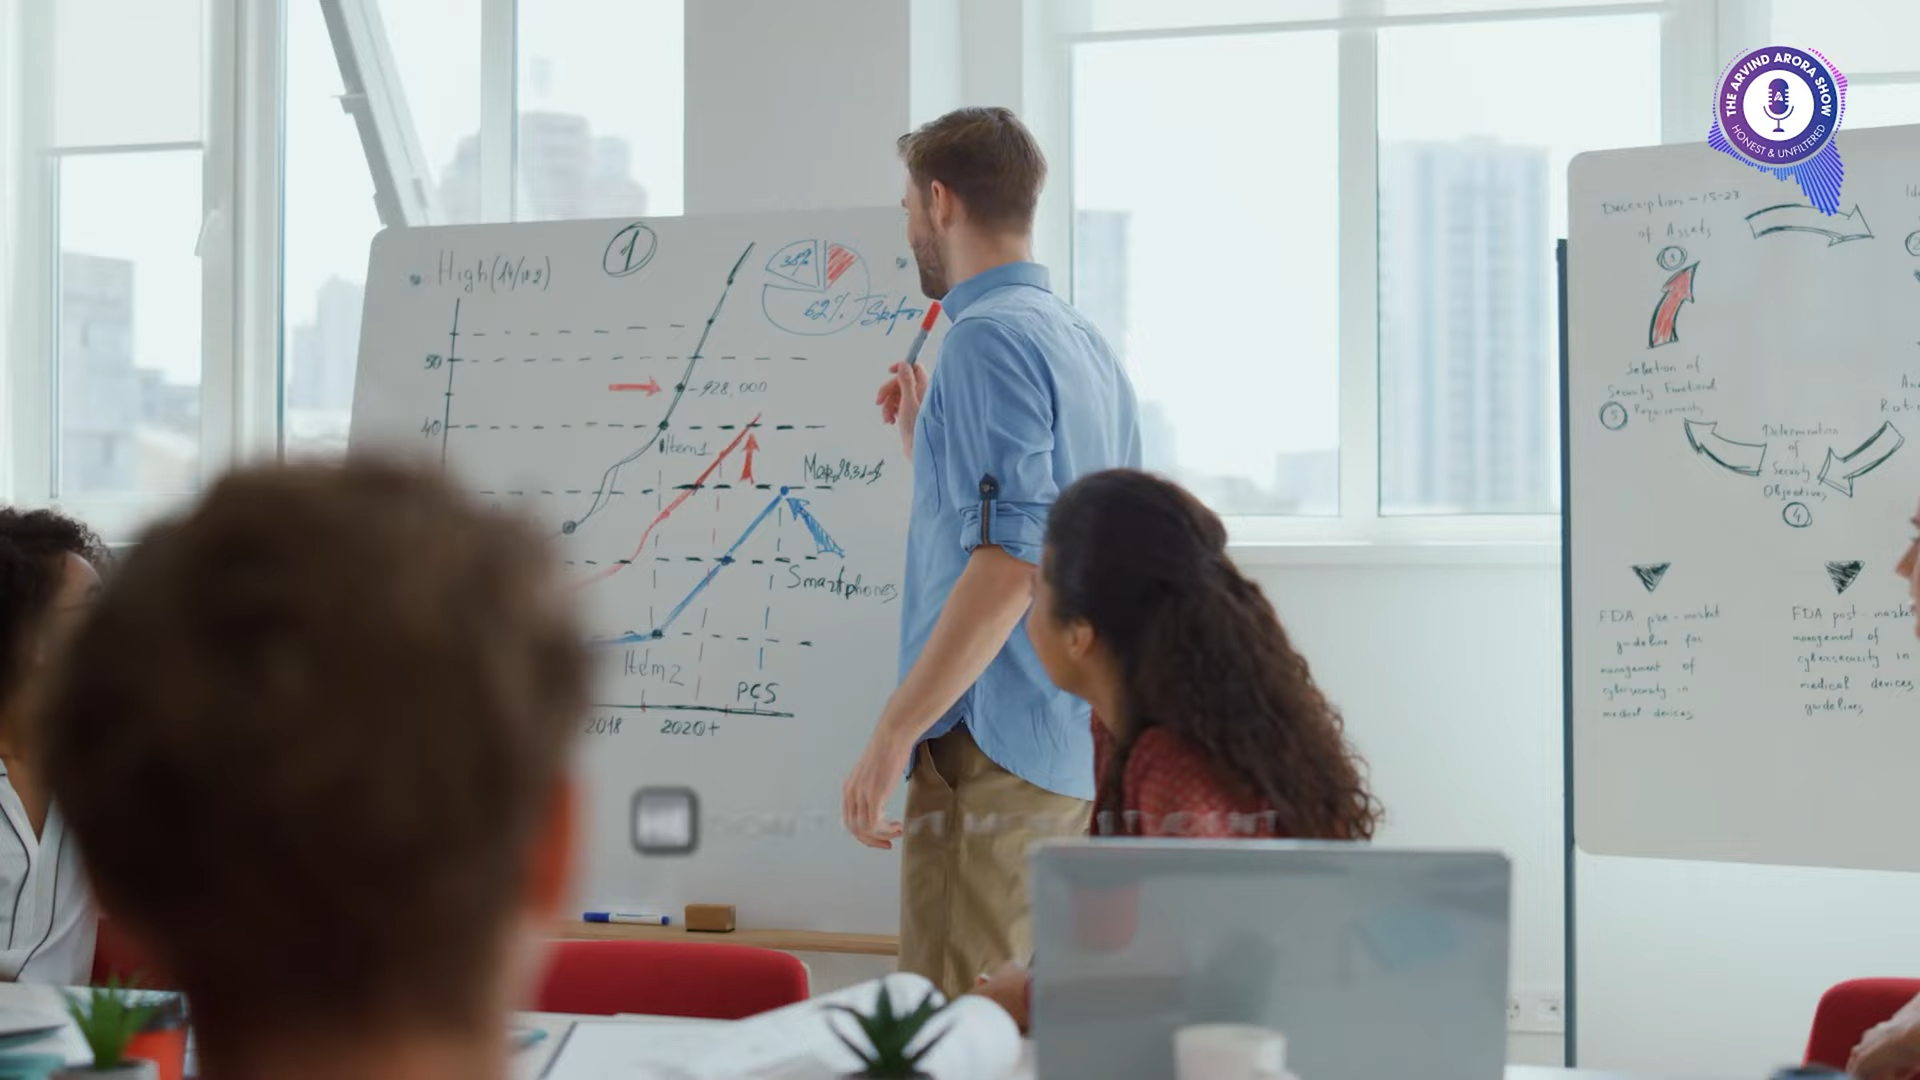 THE ARVIND ARORA SHOW
HONEST & UNFILTERED
High (14/102)
1
38%
62%
50
928,000
40
Item1
Smartphones
Item2
PCS
2018 2020+
Description - 15-23
of Assets
1
Selection of
Security Functional
5 Requirements
Determination
of
Security
Objectives
4
FDA pre-market
guideline for
management of
cybersecurity in
medical devices
FDA post-market
management of
cybersecurity in
medical devices
guidelines